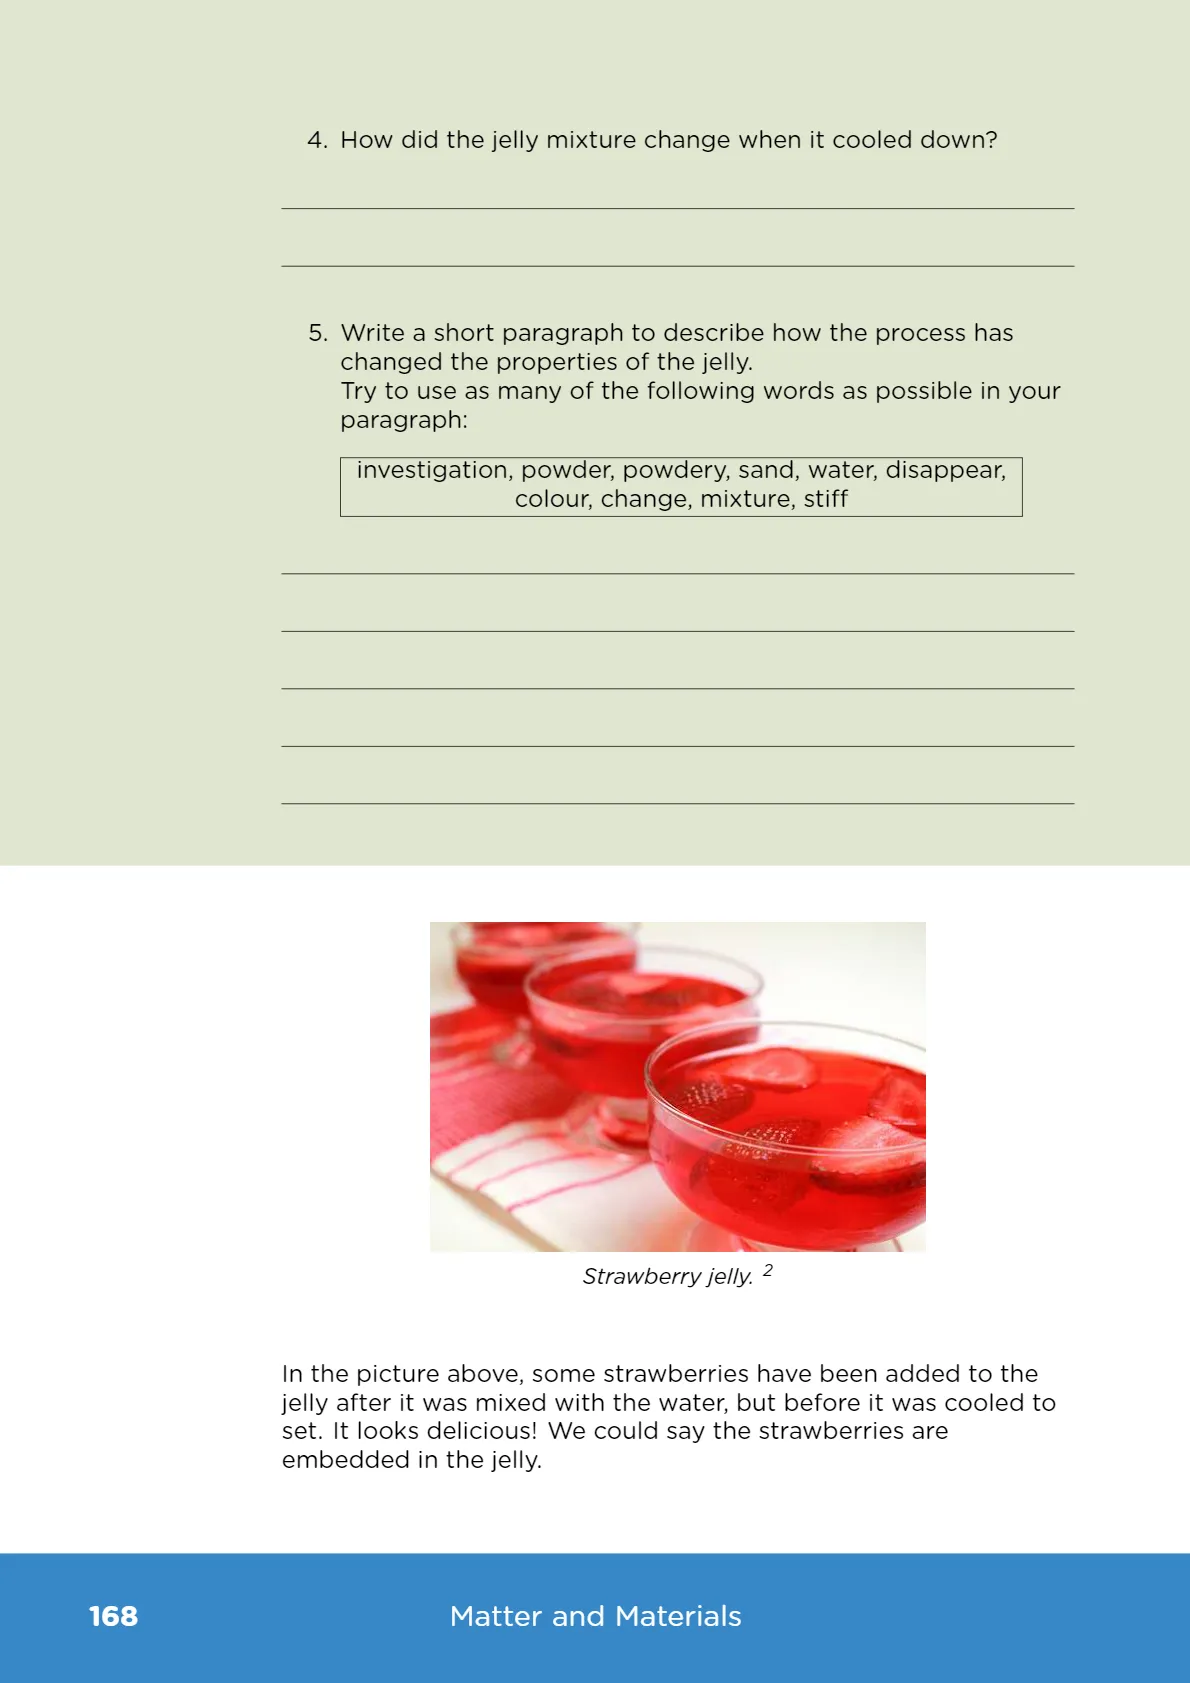 4. How did the jelly mixture change when it cooled down?
5. Write a short paragraph to describe how the process has
changed the properties of the jelly.
Try to use as many of the following words as possible in your
paragraph:
investigation, powder, powdery, sand, water, disappear,
colour, change, mixture, stiff
Strawberry jelly. 2
In the picture above, some strawberries have been added to the
jelly after it was mixed with the water, but before it was cooled to
set. It looks delicious! We could say the strawberries are
embedded in the jelly.
168 Matter and Materials